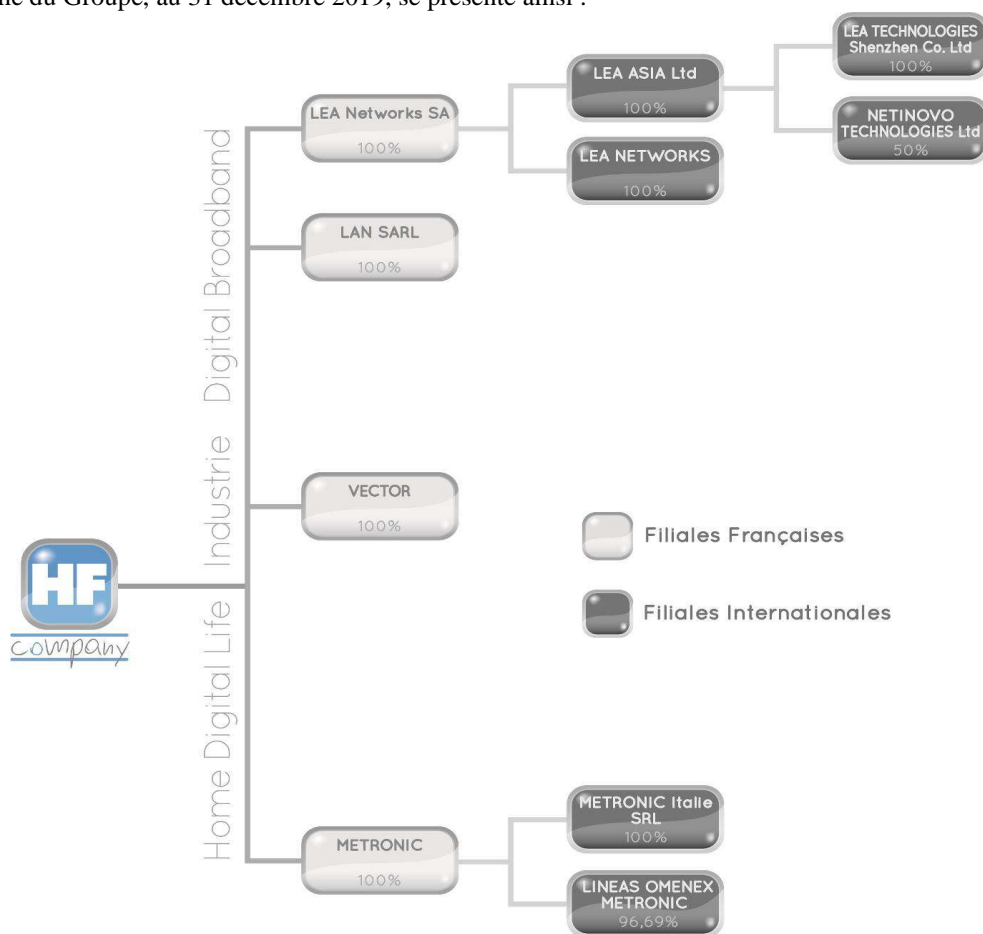 ne du Groupe, au 31 décembre 2019, se présente ainsi :
LEA TECHNOLOGIES
Shenzhen Co. Ltd
100%
LEA ASIA Ltd
100%
LEA Networks SA
100%
NETINOVO
TECHNOLOGIES Ltd
50%
LEA NETWORKS
100%
Digital Broadband
LAN SARL
100%
Industrie
VECTOR
100%
Filiales Françaises
HF
company
Filiales Internationales
Home Digital Life
METRONIC Italie
SRL
100%
METRONIC
100%
LINEAS OMENEX
METRONIC
96,69%